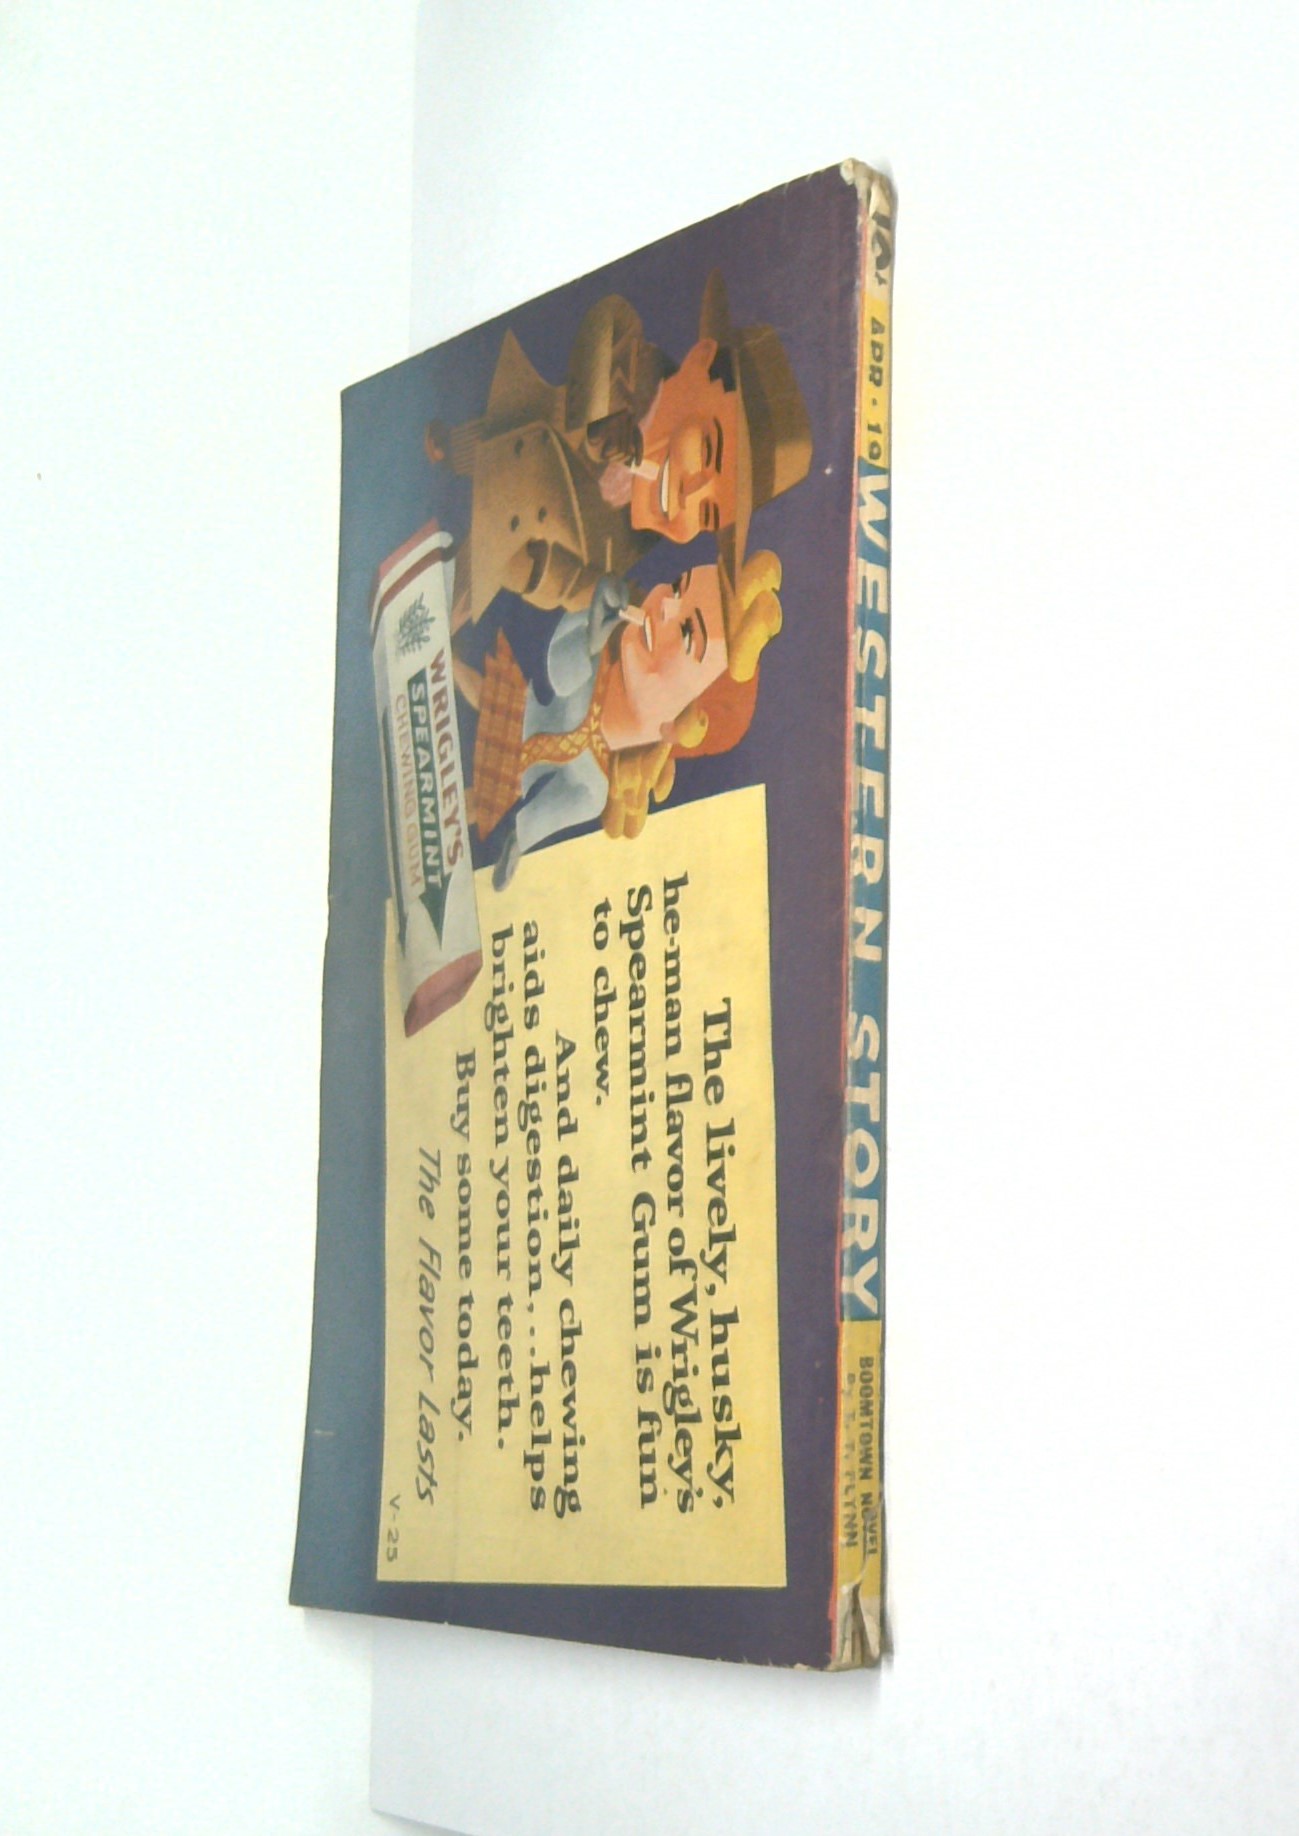 APR. 10
WESTERN STORY
BOOMTOWN NOVEL
By T. T. FLYNN
The lively, husky,
he-man flavor of Wrigley's
Spearmint Gum is fun
to chew.
And daily chewing
aids digestion,...helps
brighten your teeth.
Buy some today.
The Flavor Lasts
V-25
WRIGLEY'S
SPEARMINT
CHEWING GUM